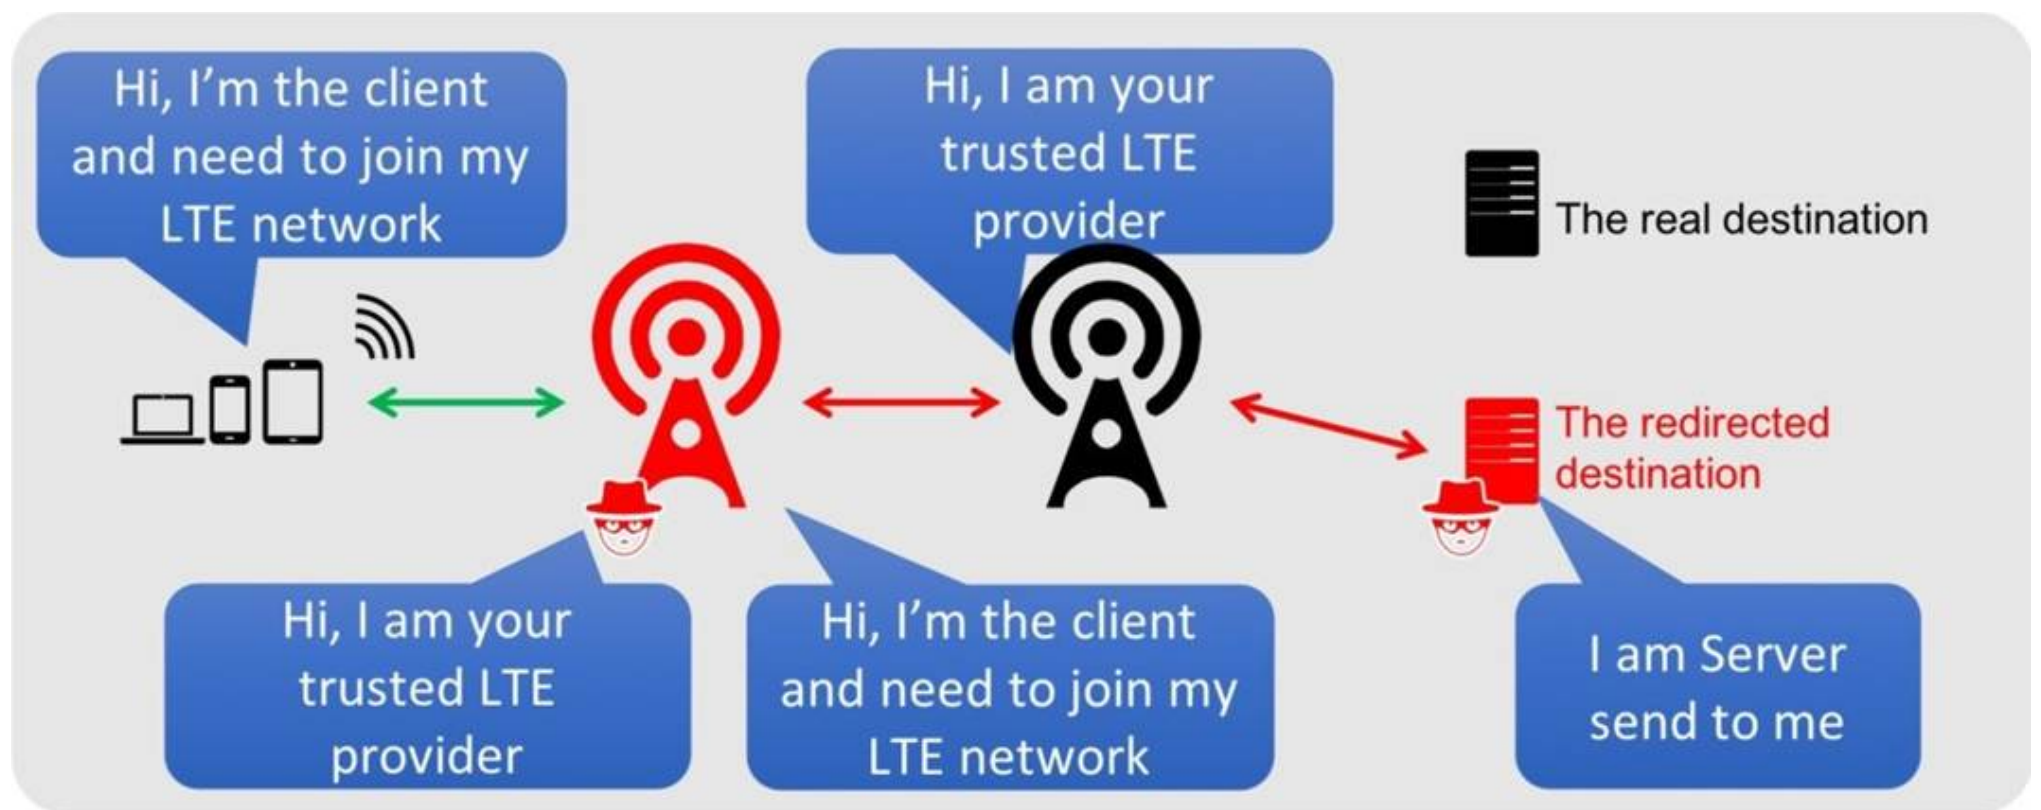 Hi, I'm the client
and need to join my
LTE network
Hi, I am your
trusted LTE
provider
The real destination
The redirected
destination
Hi, I am your
trusted LTE
provider
Hi, I'm the client
and need to join my
LTE network
I am Server
send to me